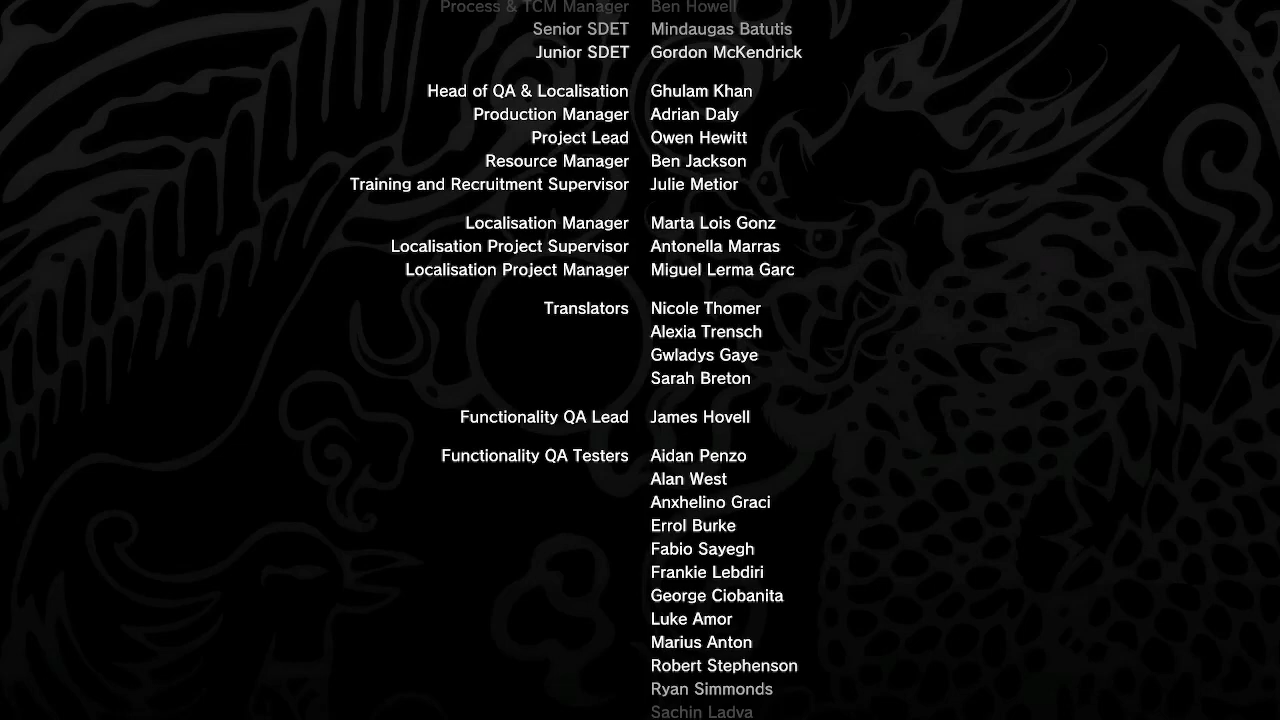 Process & TCM Manager Ben Howell
Senior SDET Mindaugas Batutis
Junior SDET Gordon McKendrick
Head of QA & Localisation Ghulam Khan
Production Manager Adrian Daly
Project Lead Owen Hewitt
Resource Manager Ben Jackson
Training and Recruitment Supervisor Julie Metior
Localisation Manager Marta Lois Gonz
Localisation Project Supervisor Antonella Marras
Localisation Project Manager Miguel Lerma Garc
Translators Nicole Thomer
Alexia Trensch
Gwladys Gaye
Sarah Breton
Functionality QA Lead James Hovell
Functionality QA Testers Aidan Penzo
Alan West
Anxhelino Graci
Errol Burke
Fabio Sayegh
Frankie Lebdiri
George Ciobanita
Luke Amor
Marius Anton
Robert Stephenson
Ryan Simmonds
Sachin Ladva